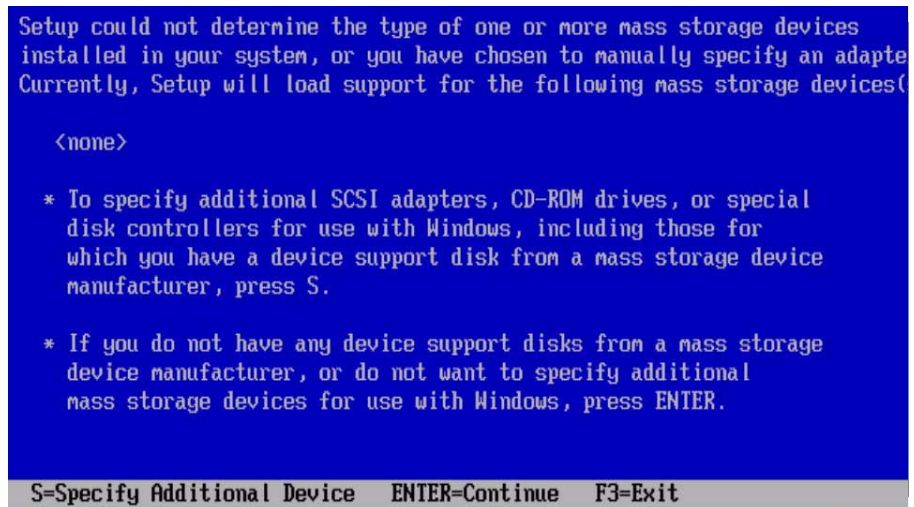 Setup could not determine the type of one or more mass storage devices
installed in your system, or you have chosen to manually specify an adapte
Currently, Setup will load support for the following mass storage devices(
<none>
* To specify additional SCSI adapters, CD-ROM drives, or special
disk controllers for use with Windows, including those for
which you have a device support disk from a mass storage device
manufacturer, press S.
* If you do not have any device support disks from a mass storage
device manufacturer, or do not want to specify additional
mass storage devices for use with Windows, press ENTER.
S=Specify Additional Device ENTER=Continue F3=Exit